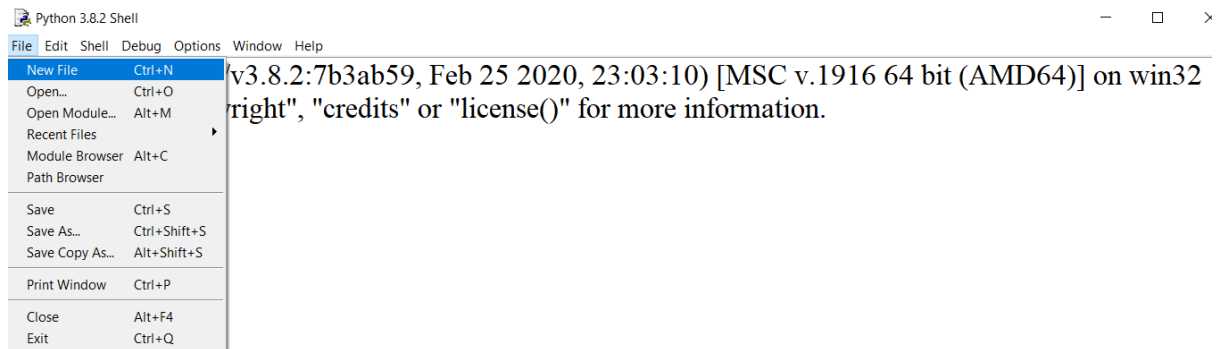 Python 3.8.2 Shell
File Edit Shell Debug Options Window Help
New File Ctrl+N
/v3.8.2:7b3ab59, Feb 25 2020, 23:03:10) [MSC v.1916 64 bit (AMD64)] on win32
Open... Ctrl+O
right", "credits" or "license()" for more information.
Open Module... Alt+M
Recent Files
Module Browser Alt+C
Path Browser
Save Ctrl+S
Save As... Ctrl+Shift+S
Save Copy As... Alt+Shift+S
Print Window Ctrl+P
Close Alt+F4
Exit Ctrl+Q